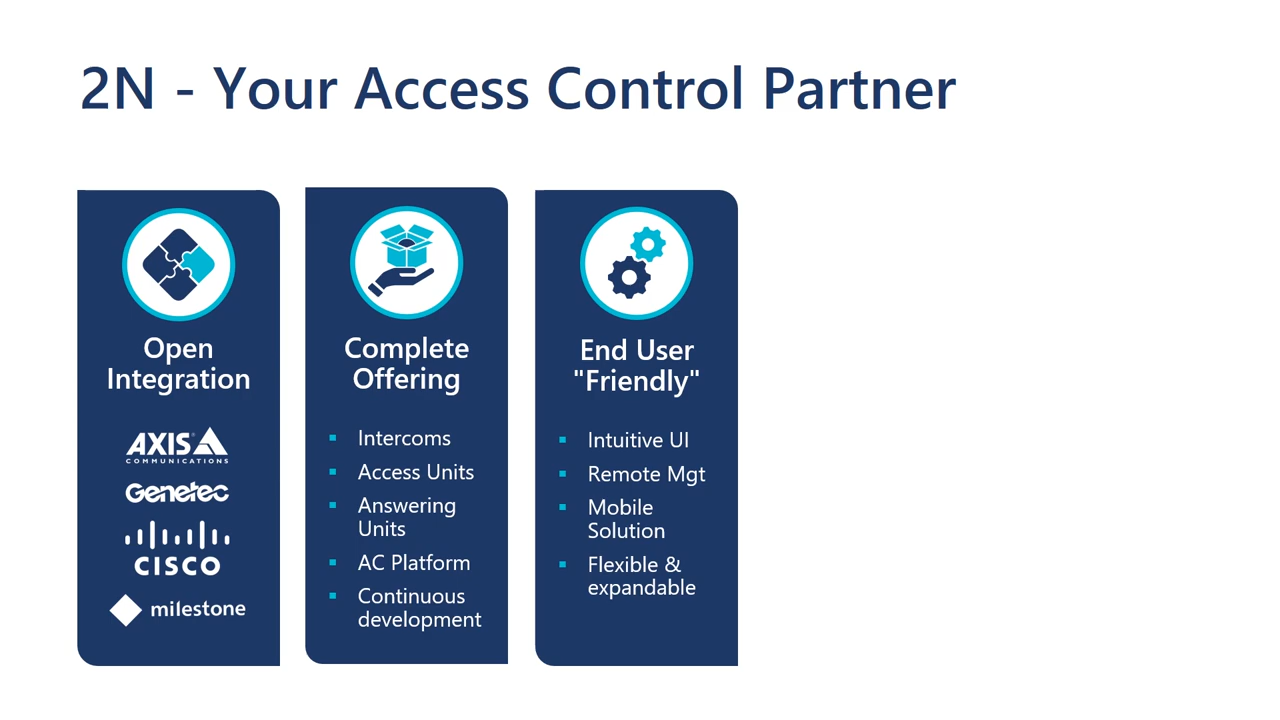 2N - Your Access Control Partner
Open
Integration
AXIS
COMMUNICATIONS
Genetec
CISCO
milestone
Complete
Offering
Intercoms
Access Units
Answering
Units
AC Platform
Continuous
development
End User
"Friendly"
Intuitive UI
Remote Mgt
Mobile
Solution
Flexible &
expandable